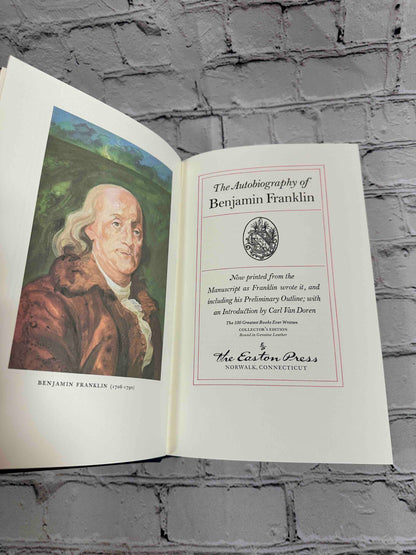 BENJAMIN FRANKLIN (1706-1790)
The Autobiography of
Benjamin Franklin
Now printed from the
Manuscript as Franklin wrote it, and
including his Preliminary Outline; with
an Introduction by Carl Van Doren
The 100 Greatest Books Ever Written
COLLECTOR'S EDITION
Bound in Genuine Leather
The Easton Press
NORWALK, CONNECTICUT